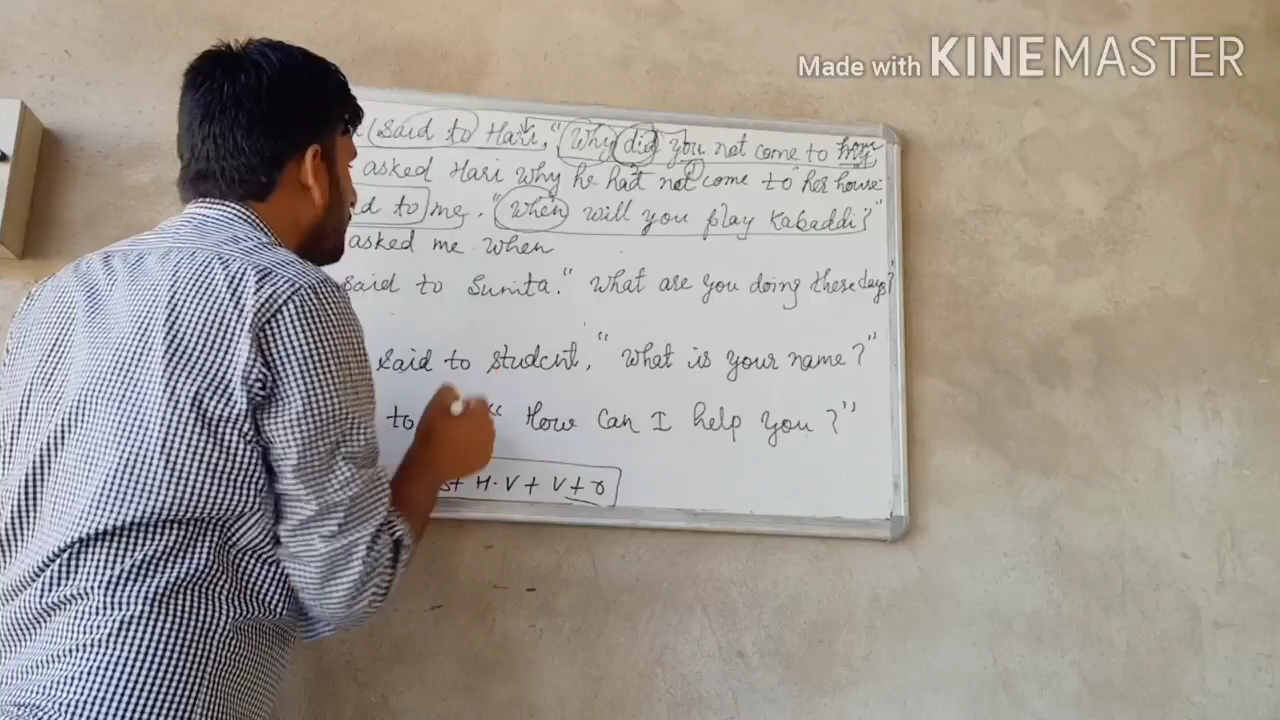 Made with KINEMASTER
said to Hari, "Why did you not come to my
asked Hari why he had not come to her house.
to me. "When will you play Kabaddi?"
asked me when
said to Sunita." What are you doing these days?"
said to student, "What is your name?"
to " How can I help you?"
+ H.V + V + o